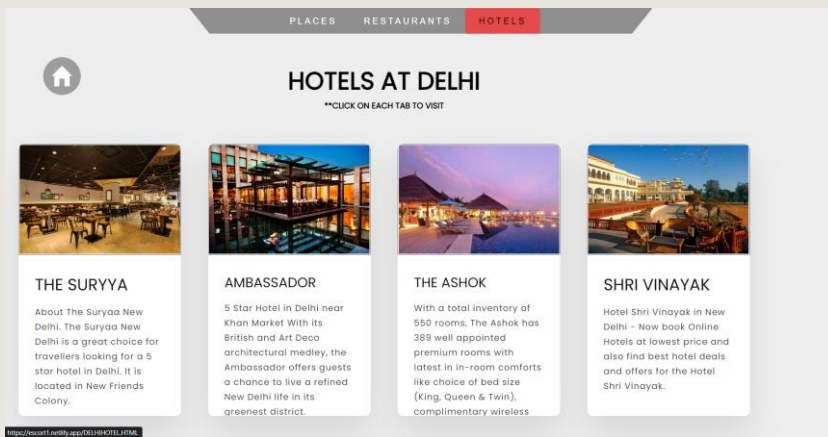 PLACES RESTAURANTS HOTELS
HOTELS AT DELHI
**CLICK ON EACH TAB TO VISIT
THE SURYYA
About The Suryaa New
Delhi. The Suryaa New
Delhi is a great choice for
travellers looking for a 5
star hotel in Delhi. It is
located in New Friends
Colony.
AMBASSADOR
5 Star Hotel in Delhi near
Khan Market With its
British and Art Deco
architectural medley, the
Ambassador offers guests
a chance to live a refined
New Delhi life in its
greenest district.
THE ASHOK
With a total inventory of
550 rooms, The Ashok has
389 well appointed
premium rooms with
latest in in-room comforts
like choice of bed size
(King, Queen & Twin),
complimentary wireless
SHRI VINAYAK
Hotel Shri Vinayak in New
Delhi - Now book Online
Hotels at lowest price and
also find best hotel deals
and offers for the Hotel
Shri Vinayak.
https://escort1.netlify.app/DELHIHOTEL.HTML